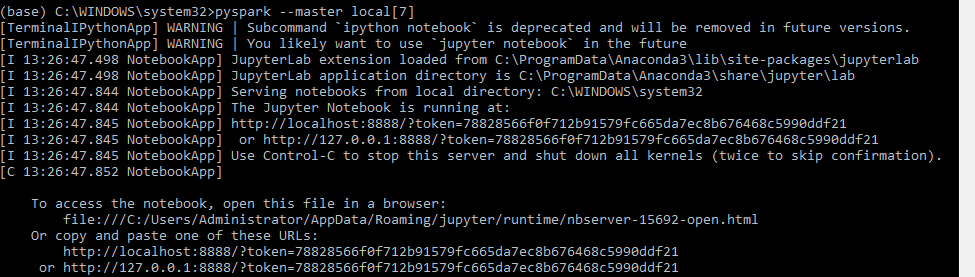 (base) C:\WINDOWS\system32>pyspark --master local[7]
[TerminalIPythonApp] WARNING | Subcommand `ipython notebook` is deprecated and will be removed in future versions.
[TerminalIPythonApp] WARNING | You likely want to use `jupyter notebook` in the future
[I 13:26:47.498 NotebookApp] JupyterLab extension loaded from C:\ProgramData\Anaconda3\lib\site-packages\jupyterlab
[I 13:26:47.498 NotebookApp] JupyterLab application directory is C:\ProgramData\Anaconda3\share\jupyter\lab
[I 13:26:47.844 NotebookApp] Serving notebooks from local directory: C:\WINDOWS\system32
[I 13:26:47.844 NotebookApp] The Jupyter Notebook is running at:
[I 13:26:47.845 NotebookApp] http://localhost:8888/?token=78828566f0f712b91579fc665da7ec8b676468c5990ddf21
[I 13:26:47.845 NotebookApp]  or http://127.0.0.1:8888/?token=78828566f0f712b91579fc665da7ec8b676468c5990ddf21
[I 13:26:47.845 NotebookApp] Use Control-C to stop this server and shut down all kernels (twice to skip confirmation).
[C 13:26:47.852 NotebookApp]
To access the notebook, open this file in a browser:
file:///C:/Users/Administrator/AppData/Roaming/jupyter/runtime/nbserver-15692-open.html
Or copy and paste one of these URLs:
http://localhost:8888/?token=78828566f0f712b91579fc665da7ec8b676468c5990ddf21
or http://127.0.0.1:8888/?token=78828566f0f712b91579fc665da7ec8b676468c5990ddf21